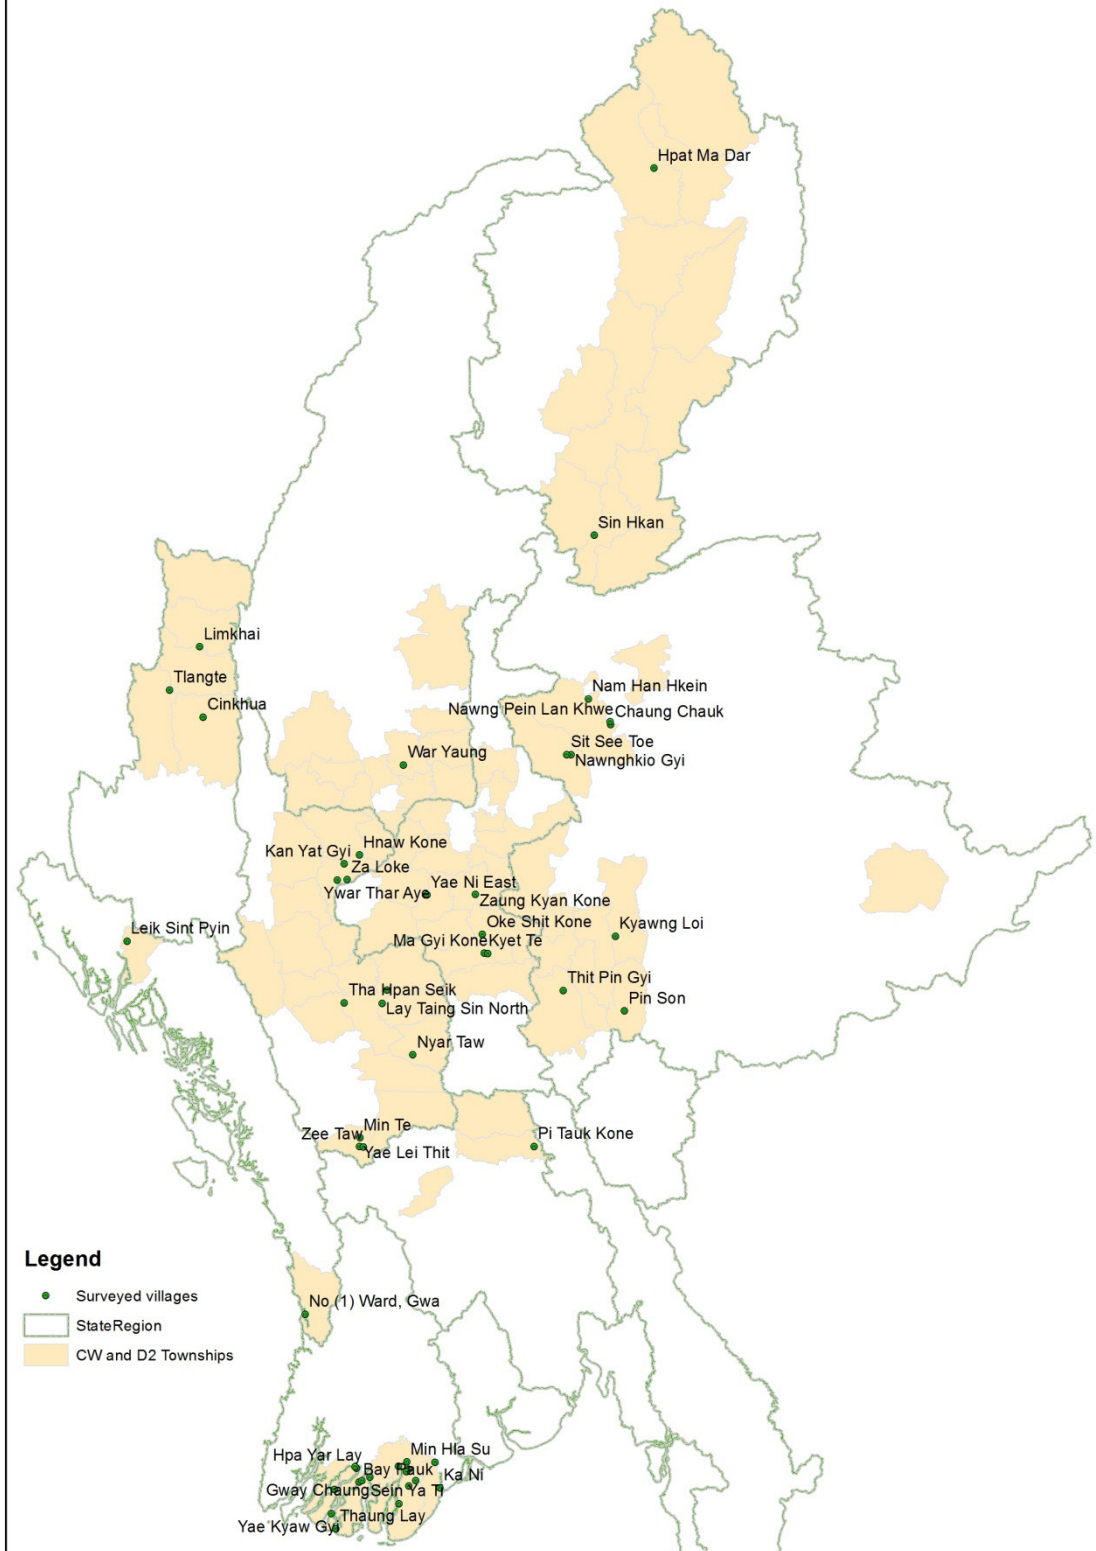 Hpat Ma Dar
Sin Hkan
Limkhai
Tlangte
Cinkhua
Nam Han Hkein
Nawng Pein Lan Khwe
Chaung Chauk
War Yaung
Sit See Toe
Nawnghkio Gyi
Hnaw Kone
Kan Yat Gyi
Za Loke
Ywar Thar Aye
Yae Ni East
Zaung Kyan Kone
Oke Shit Kone
Ma Gyi Kone
Kyet Te
Kyawng Loi
Leik Sint Pyin
Thit Pin Gyi
Pin Son
Tha Hpan Seik
Lay Taing Sin North
Nyar Taw
Min Te
Zee Taw
Yae Lei Thit
Pi Tauk Kone
Legend
Surveyed villages
StateRegion
CW and D2 Townships
No (1) Ward, Gwa
Min Hla Su
Hpa Yar Lay
Bay Pauk
Ka Ni
Gway Chaung
Sein Ya Ti
Thaung Lay
Yae Kyaw Gyi